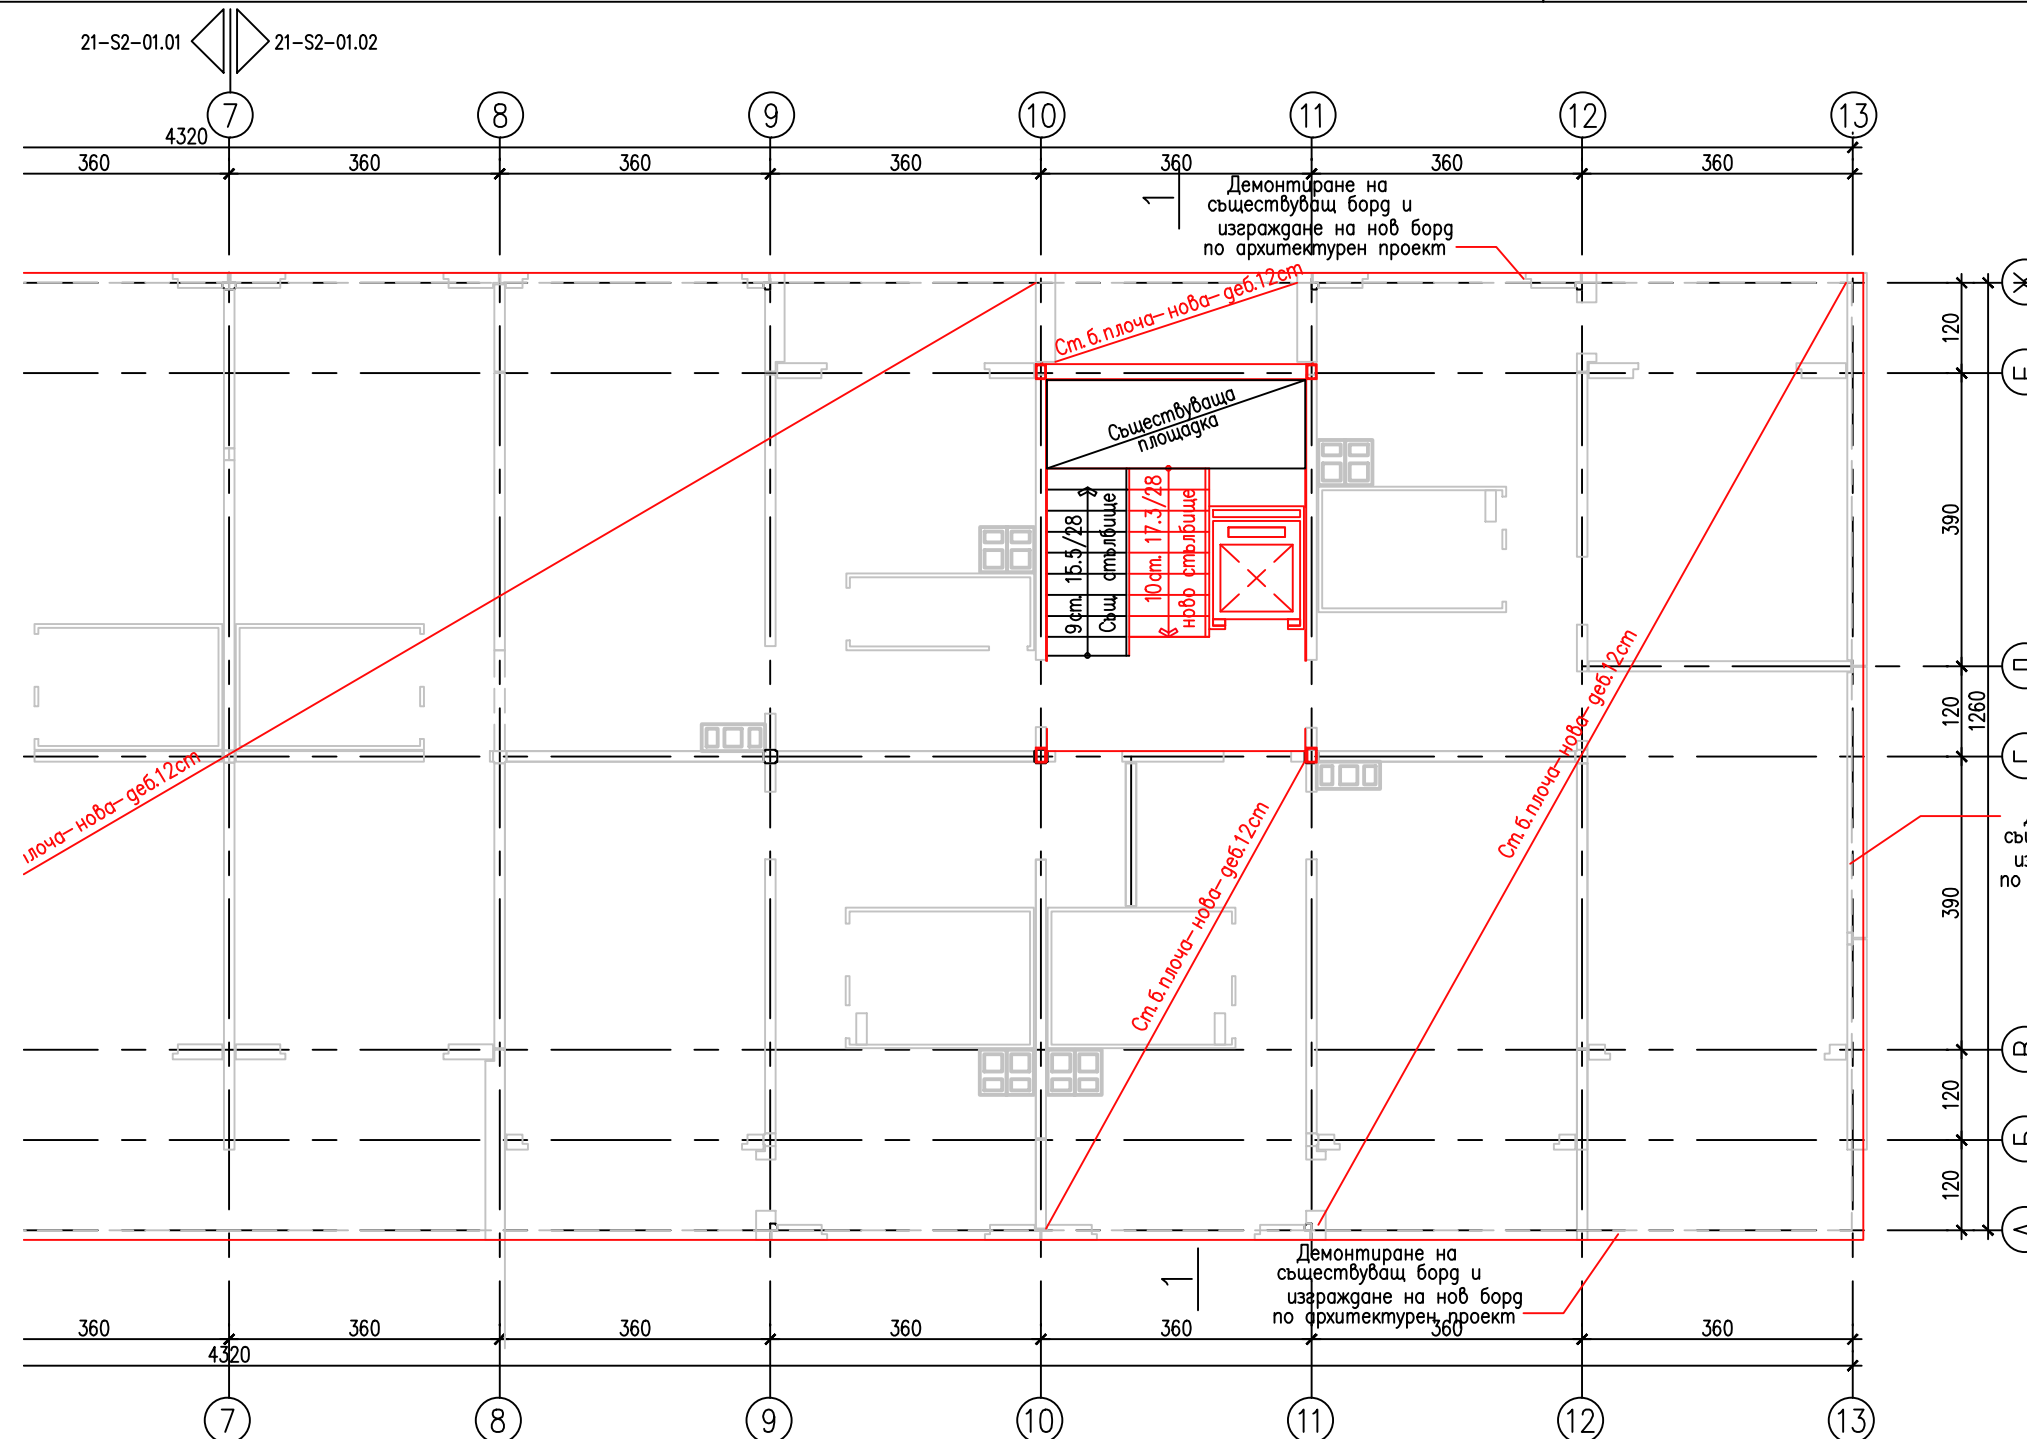 21-S2-01.01
21-S2-01.02
7
8
9
10
11
12
13
4320
360
360
360
360
360
360
360
1
Демонтиране на
съществуващ борд и
изграждане на нов борд
по архитектурен проект
Ст.б.плоча-нова-деб.12cm
Съществуваща
площадка
9ст. 15.5/28
Същ. стълбище
10ст. 17.3/28
ново стълбище
Ст.б.плоча-нова-деб.12cm
Ст.б.плоча-нова-деб.12cm
плоча-нова-деб.12cm
Ж
Е
П
Г
В
Б
А
120
390
120
1260
390
120
120
по
1
Демонтиране на
съществуващ борд и
изграждане на нов борд
по архитектурен проект
360
360
360
360
360
360
360
4320
7
8
9
10
11
12
13